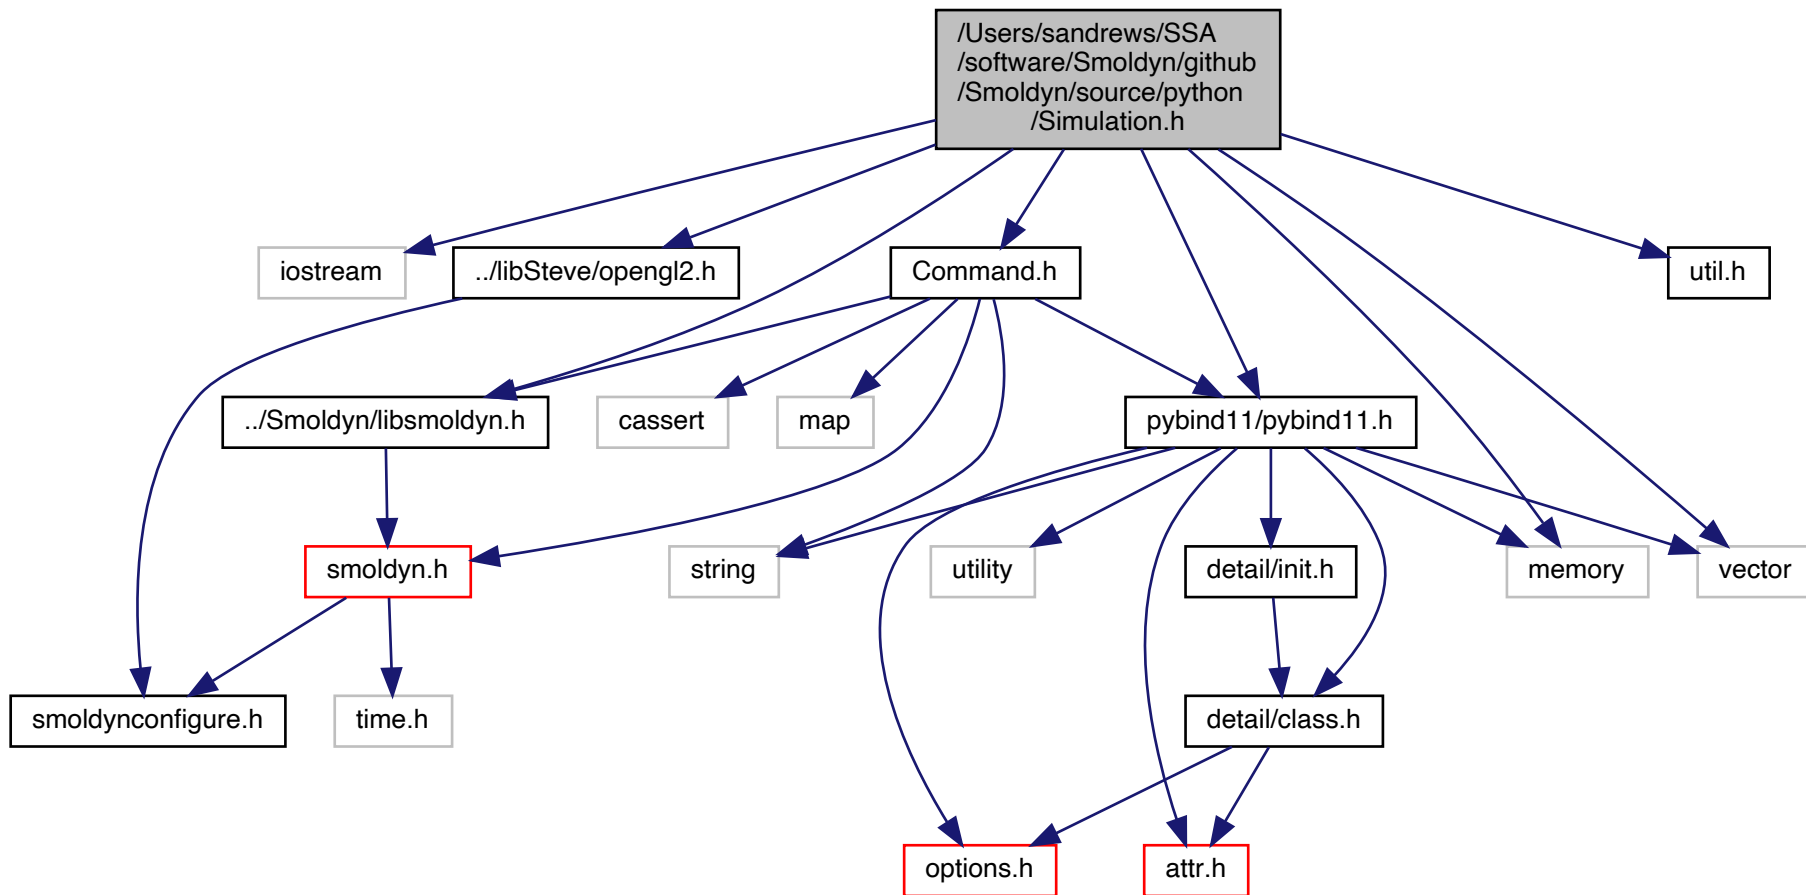 /Users/sandrews/SSA
/software/Smoldyn/github
/Smoldyn/source/python
/Simulation.h
iostream
../libSteve/opengl2.h
Command.h
util.h
../Smoldyn/libsmoldyn.h
cassert
map
pybind11/pybind11.h
smoldyn.h
string
utility
detail/init.h
memory
vector
smoldynconfigure.h
time.h
detail/class.h
options.h
attr.h